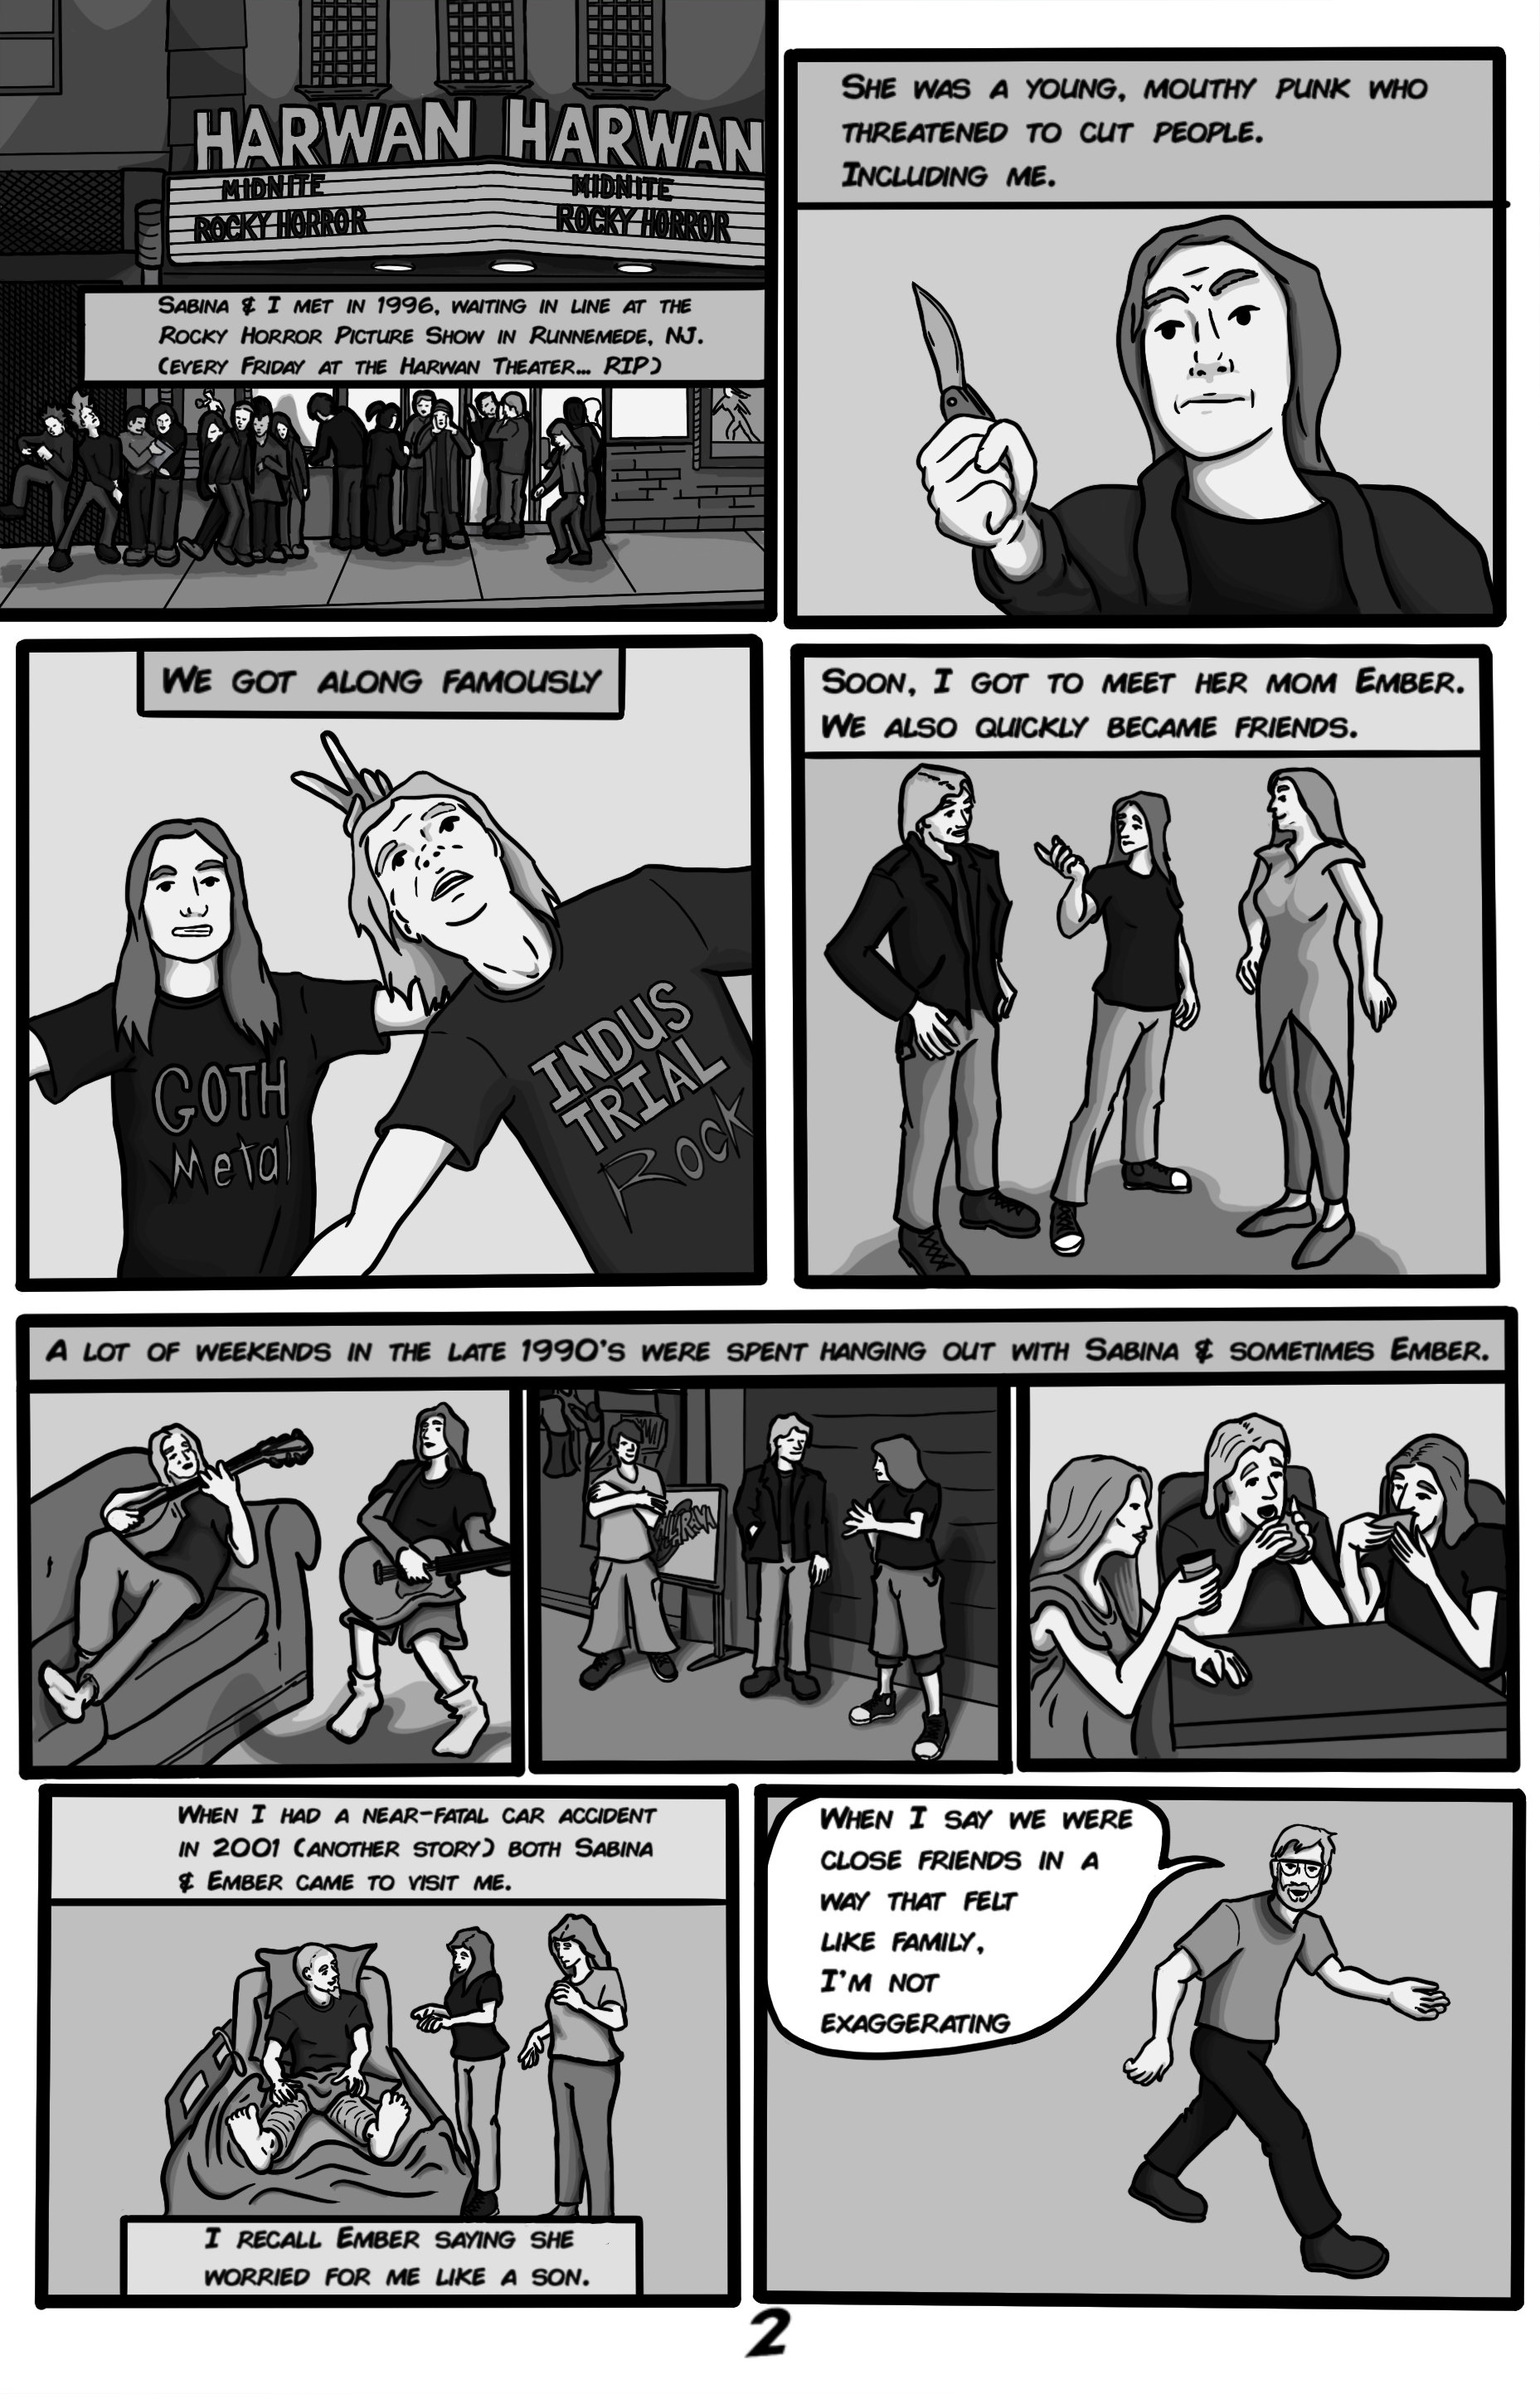 HARWAN HARWAN
MIDNITE
ROCKY HORROR
MIDNITE
ROCKY HORROR
SABINA & I MET IN 1996, WAITING IN LINE AT THE
ROCKY HORROR PICTURE SHOW IN RUNNEMEDE, NJ.
(EVERY FRIDAY AT THE HARWAN THEATER... RIP)
SHE WAS A YOUNG, MOUTHY PUNK WHO
THREATENED TO CUT PEOPLE.
INCLUDING ME.
WE GOT ALONG FAMOUSLY
GOTH
Metal
INDUS
TRIAL
ROCK
SOON, I GOT TO MEET HER MOM EMBER.
WE ALSO QUICKLY BECAME FRIENDS.
A LOT OF WEEKENDS IN THE LATE 1990'S WERE SPENT HANGING OUT WITH SABINA & SOMETIMES EMBER.
WHEN I HAD A NEAR-FATAL CAR ACCIDENT
IN 2001 (ANOTHER STORY) BOTH SABINA
& EMBER CAME TO VISIT ME.
I RECALL EMBER SAYING SHE
WORRIED FOR ME LIKE A SON.
WHEN I SAY WE WERE
CLOSE FRIENDS IN A
WAY THAT FELT
LIKE FAMILY,
I'M NOT
EXAGGERATING
2